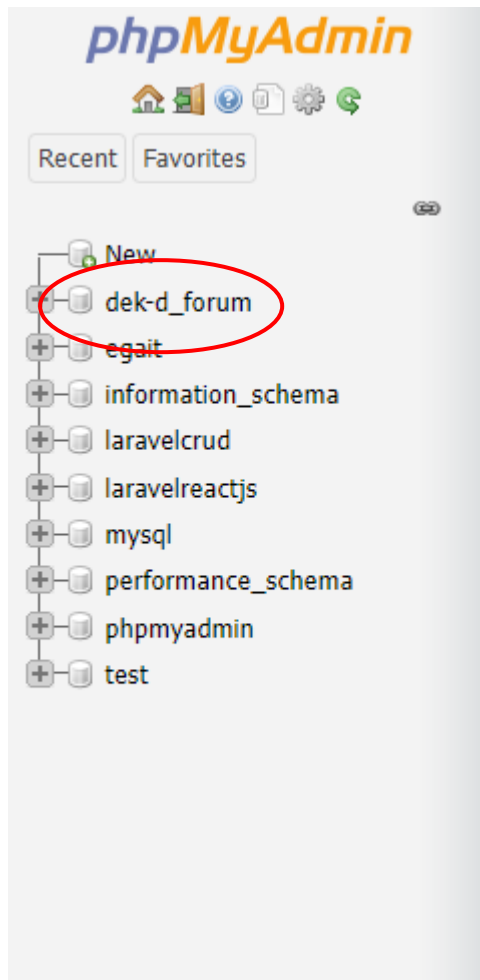 phpMyAdmin
Recent Favorites
New
dek-d_forum
egait
information_schema
laravelcrud
laravelreactjs
mysql
performance_schema
phpmyadmin
test